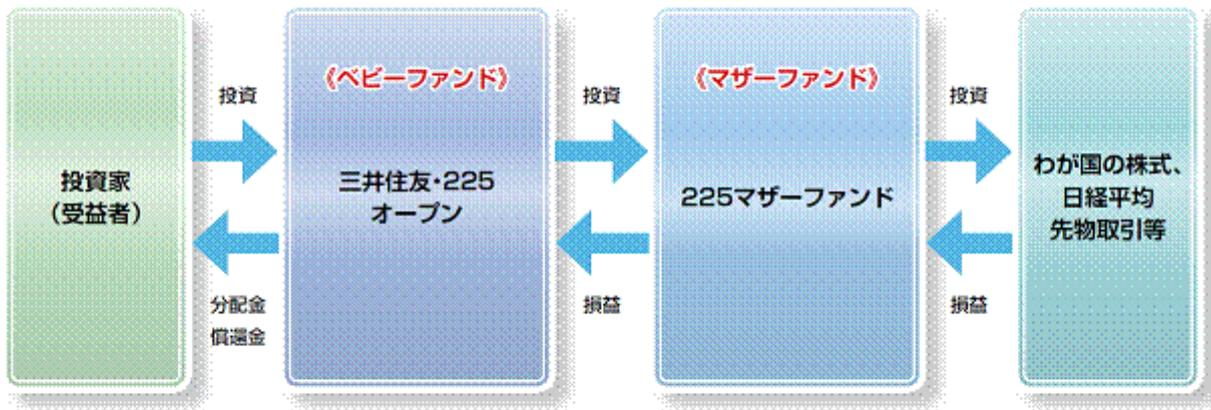 投資家
（受益者）
投資
分配金
償還金
《ベビーファンド》
三井住友・225
オープン
投資
損益
《マザーファンド》
225マザーファンド
投資
損益
わが国の株式、
日経平均
先物取引等